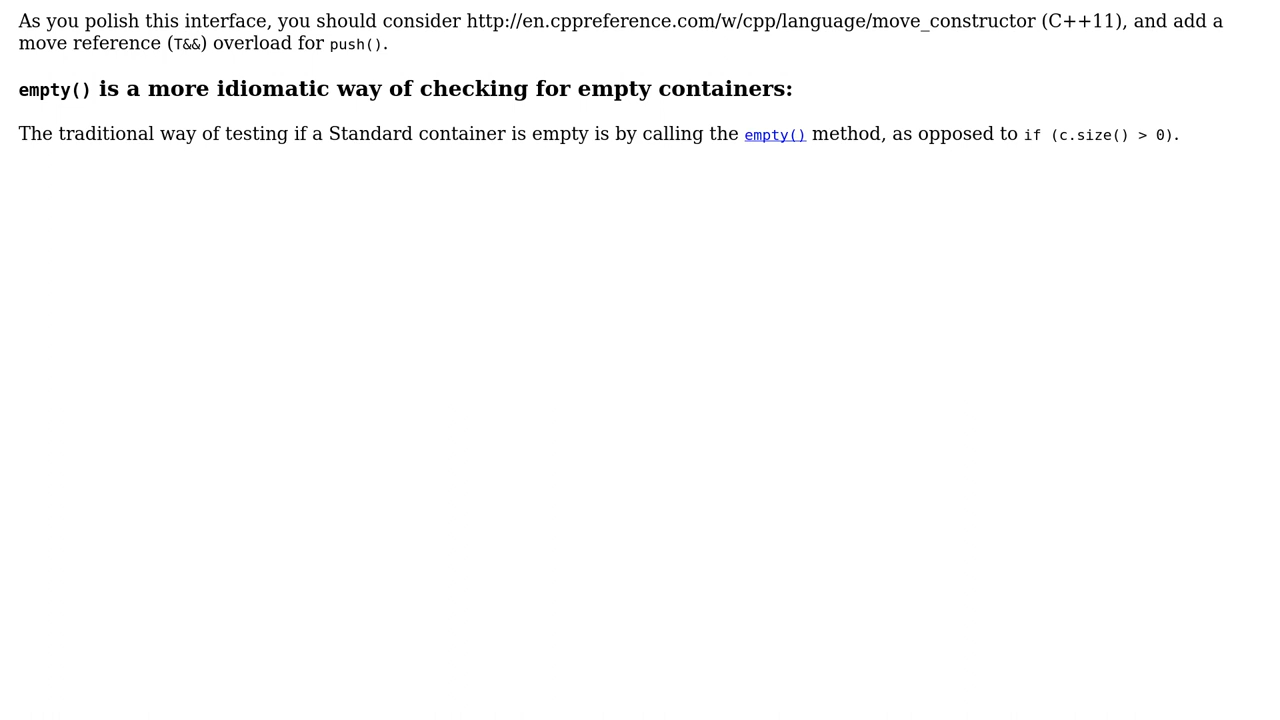 As you polish this interface, you should consider http://en.cppreference.com/w/cpp/language/move_constructor (C++11), and add a
move reference (T&&) overload for push().
empty() is a more idiomatic way of checking for empty containers:
The traditional way of testing if a Standard container is empty is by calling the empty() method, as opposed to if (c.size() > 0).